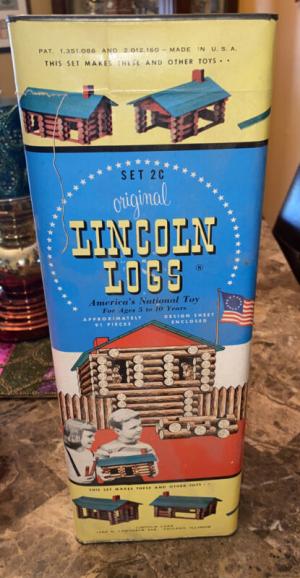 PAT. 1,351,086 AND 2,012,160 - MADE IN U.S.A.
THIS SET MAKES THESE AND OTHER TOYS • •
SET 2C
original
LINCOLN
LOGS ®
America's National Toy
For Ages 5 to 10 Years
APPROXIMATELY
91 PIECES
DESIGN SHEET
ENCLOSED
THIS SET MAKES THESE AND OTHER TOYS • •
LINCOLN LOGS
CHICAGO, ILLINOIS